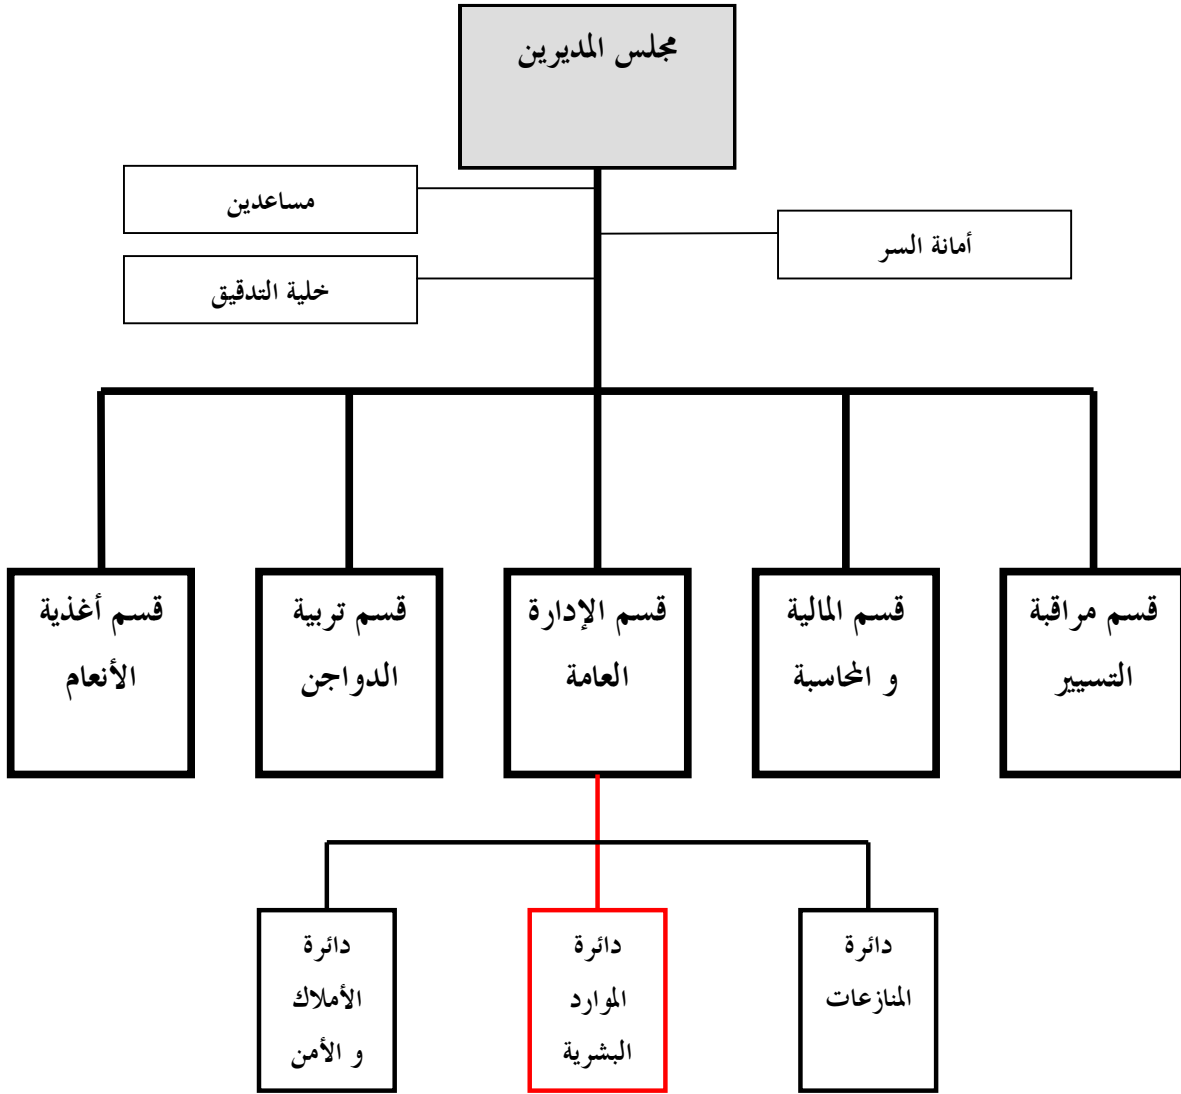 مجلس المديرين
مساعدين
أمانة السر
خلية التدقيق
قسم مراقبة
التسيير
قسم المالية
و المحاسبة
قسم الإدارة
العامة
قسم تربية
الدواجن
قسم أغذية
الأنعام
دائرة
المنازعات
دائرة
الموارد
البشرية
دائرة
الأملاك
و الأمن